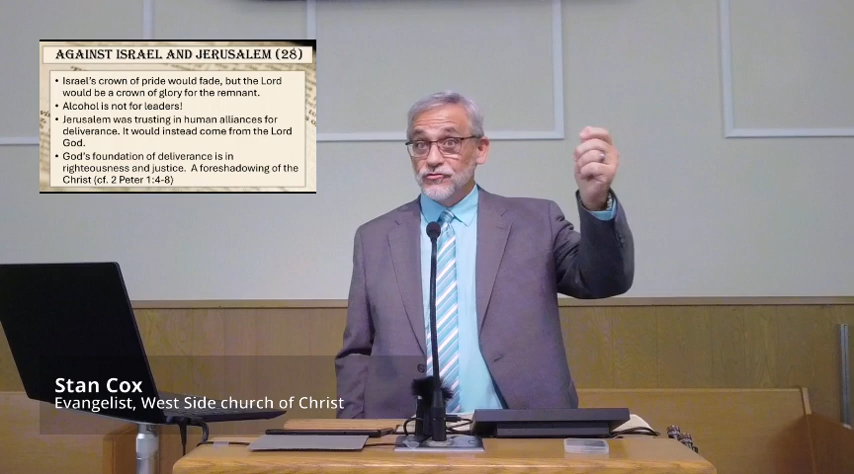 AGAINST ISRAEL AND JERUSALEM (28)
• Israel's crown of pride would fade, but the Lord
would be a crown of glory for the remnant.
• Alcohol is not for leaders!
• Jerusalem was trusting in human alliances for
deliverance. It would instead come from the Lord
God.
• God's foundation of deliverance is in
righteousness and justice. A foreshadowing of the
Christ (cf. 2 Peter 1:4-8)
Stan Cox
Evangelist, West Side church of Christ